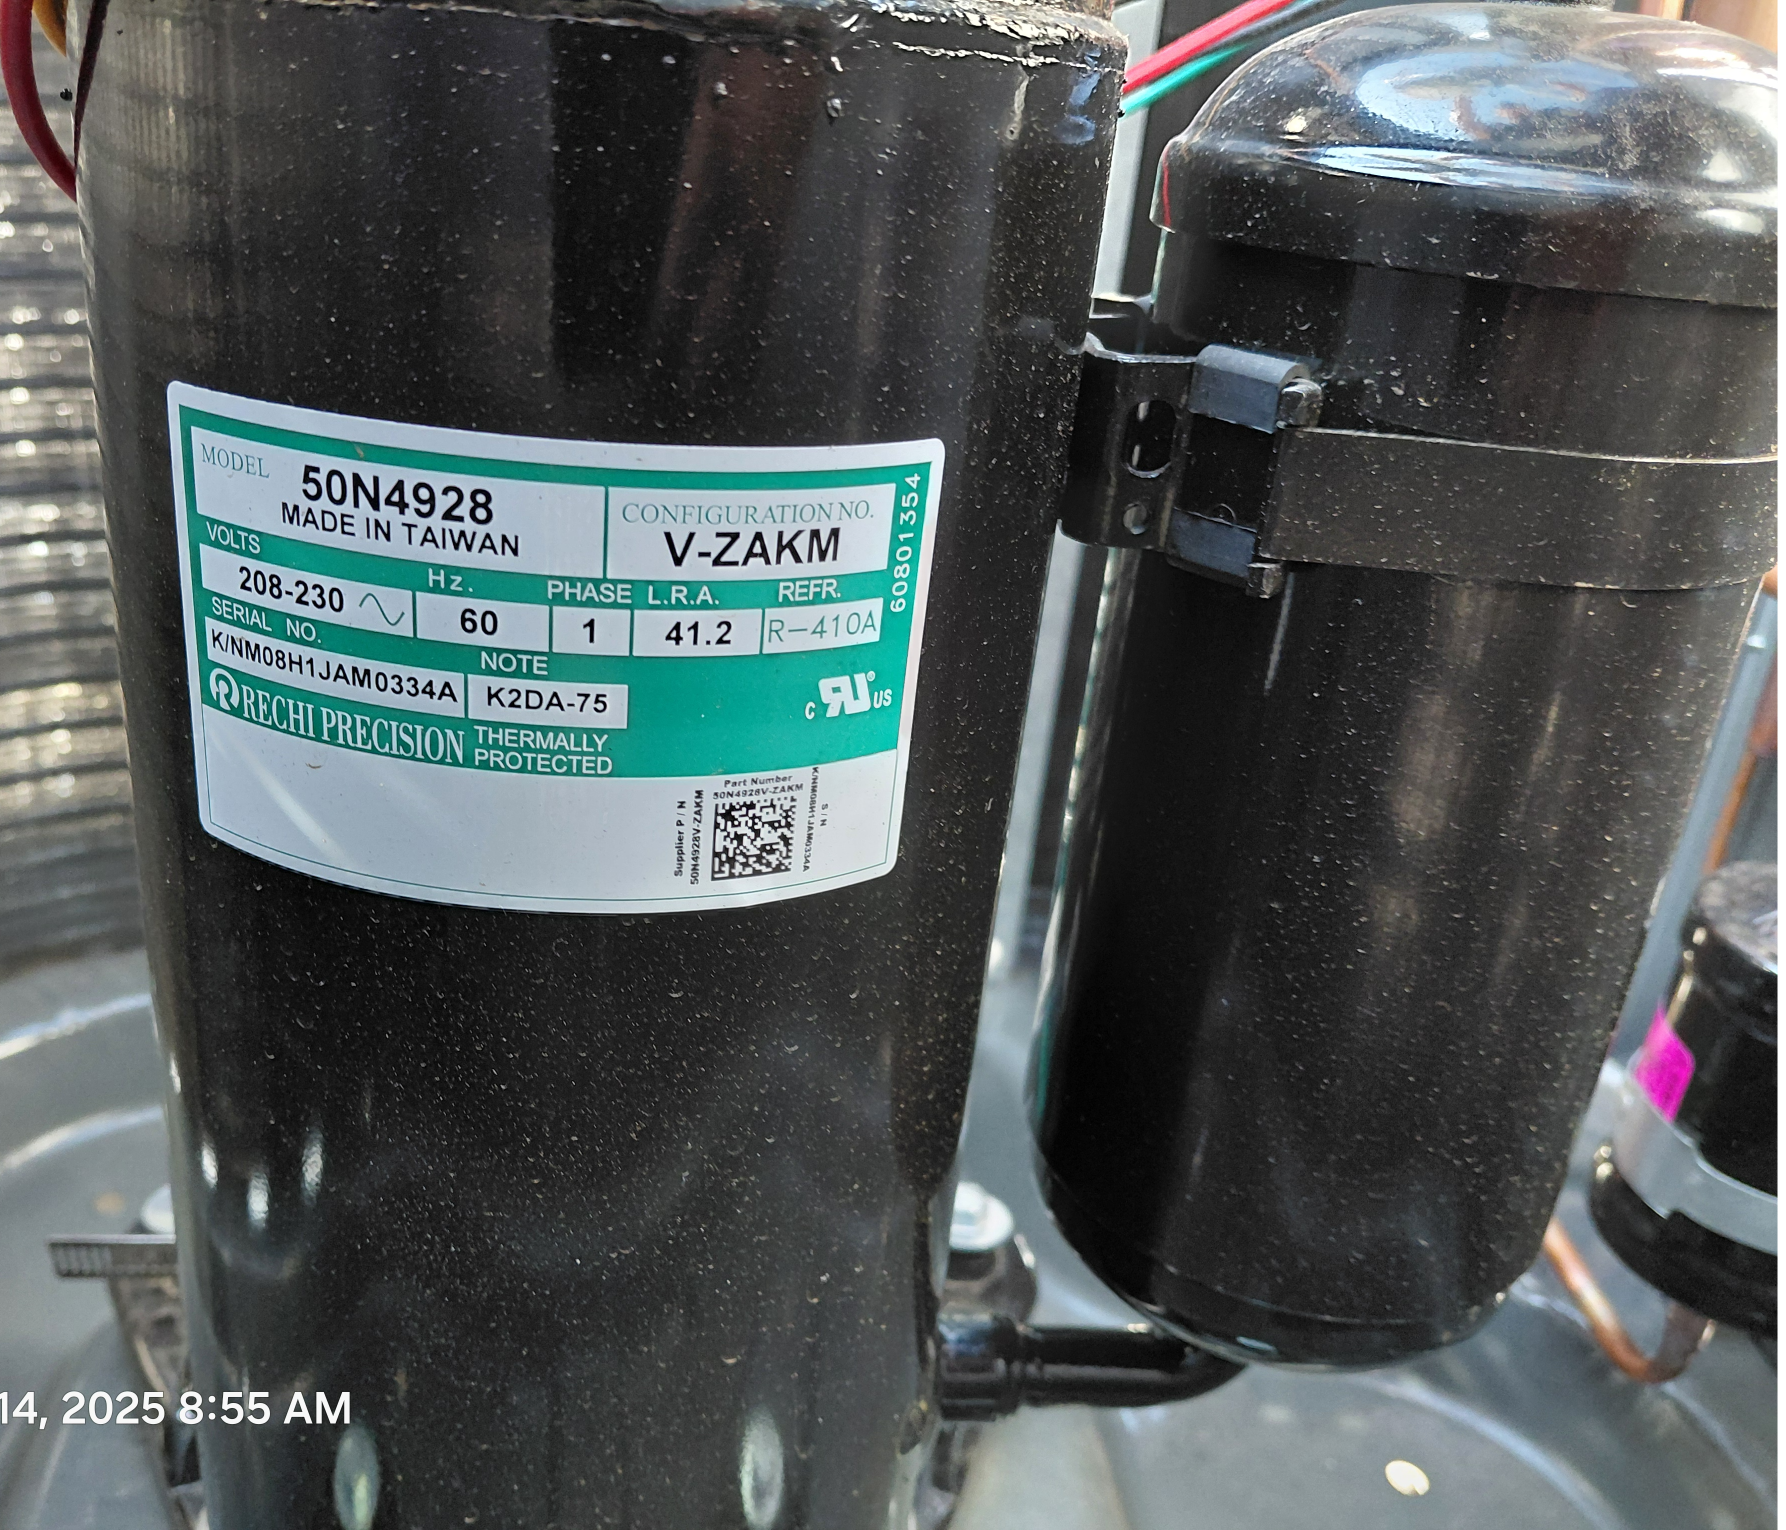 MODEL
50N4928
MADE IN TAIWAN
CONFIGURATION NO.
V-ZAKM
60801354
VOLTS
208-230
Hz.
60
PHASE
1
L.R.A.
41.2
REFR.
R-410A
SERIAL NO.
K/NM08H1JAM0334A
NOTE
K2DA-75
RECHI PRECISION
THERMALLY
PROTECTED
c RU® US
Part Number
50N4928V-ZAKM
Supplier P/N
50N4928V-ZAKM
S/N
K/NM08H1JAM0334A
14, 2025 8:55 AM